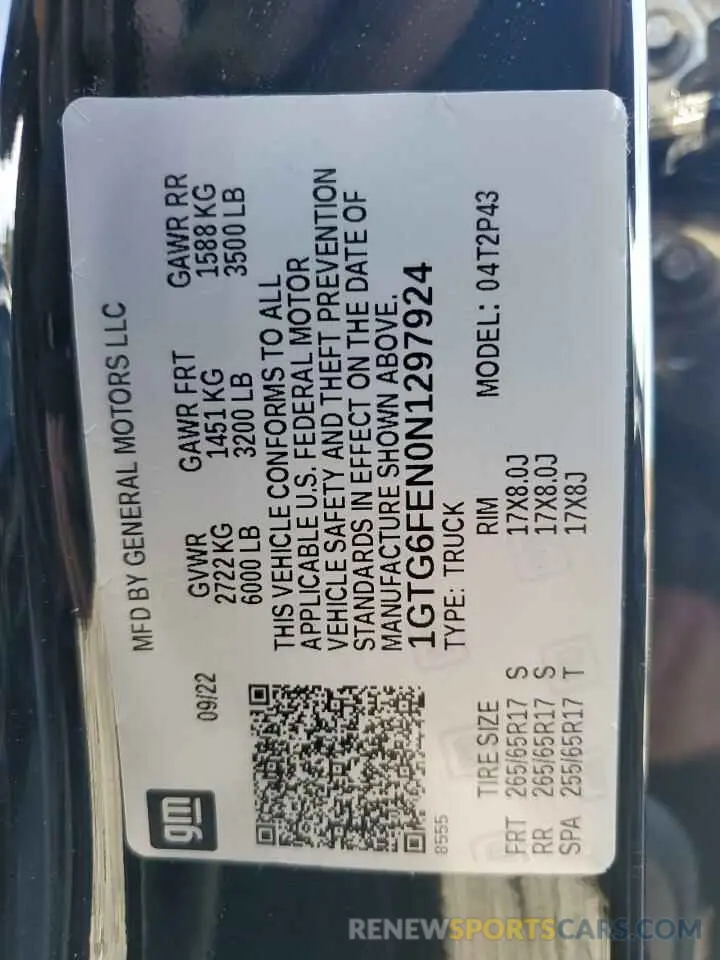 gm
MFD BY GENERAL MOTORS LLC
09/22
GVWR GAWR FRT GAWR RR
2722 KG 1451 KG 1588 KG
6000 LB 3200 LB 3500 LB
THIS VEHICLE CONFORMS TO ALL
APPLICABLE U.S. FEDERAL MOTOR
VEHICLE SAFETY AND THEFT PREVENTION
STANDARDS IN EFFECT ON THE DATE OF
MANUFACTURE SHOWN ABOVE.
1GTG6FEN0N1297924
8555
TYPE: TRUCK
MODEL: 04T2P43
TIRE SIZE RIM
FRT 265/65R17 S 17X8.0J
RR 265/65R17 S 17X8.0J
SPA 255/65R17 T 17X8J
RENEWSPORTSCARS.COM